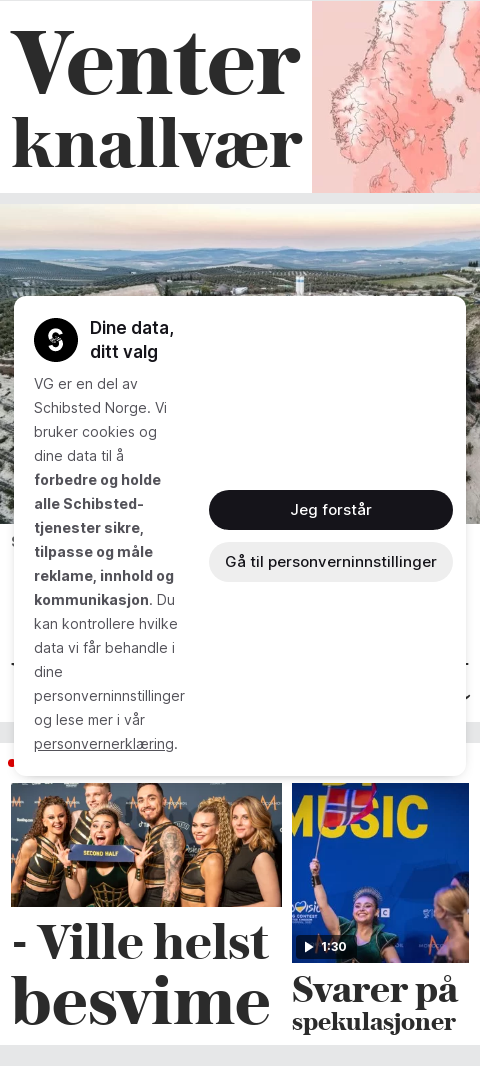 Venter
knallvær
Dine data,
ditt valg
VG er en del av
Schibsted Norge. Vi
bruker cookies og
dine data til å
forbedre og holde
alle Schibsted-
tjenester sikre,
tilpasse og måle
reklame, innhold og
kommunikasjon. Du
kan kontrollere hvilke
data vi får behandle i
dine
personverninnstillinger
og lese mer i vår
personvernerklæring.
Jeg forstår
Gå til personverninnstillinger
SECOND HALF
MUSIC
1:30
- Ville helst
besvime
Svarer på
spekulasjoner